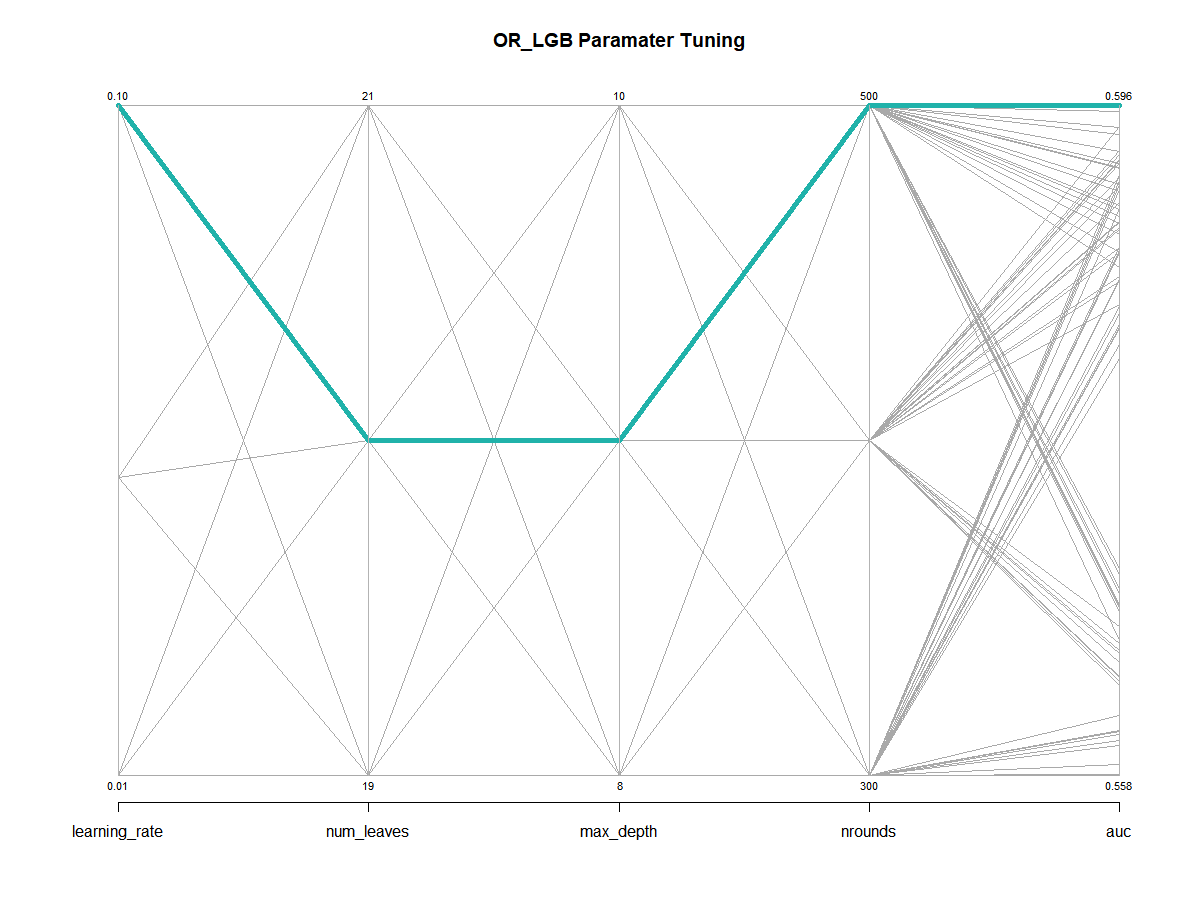 OR_LGB Paramater Tuning
0.10 21 10 500 0.596
0.01 19 8 300 0.558
learning_rate num_leaves max_depth nrounds auc